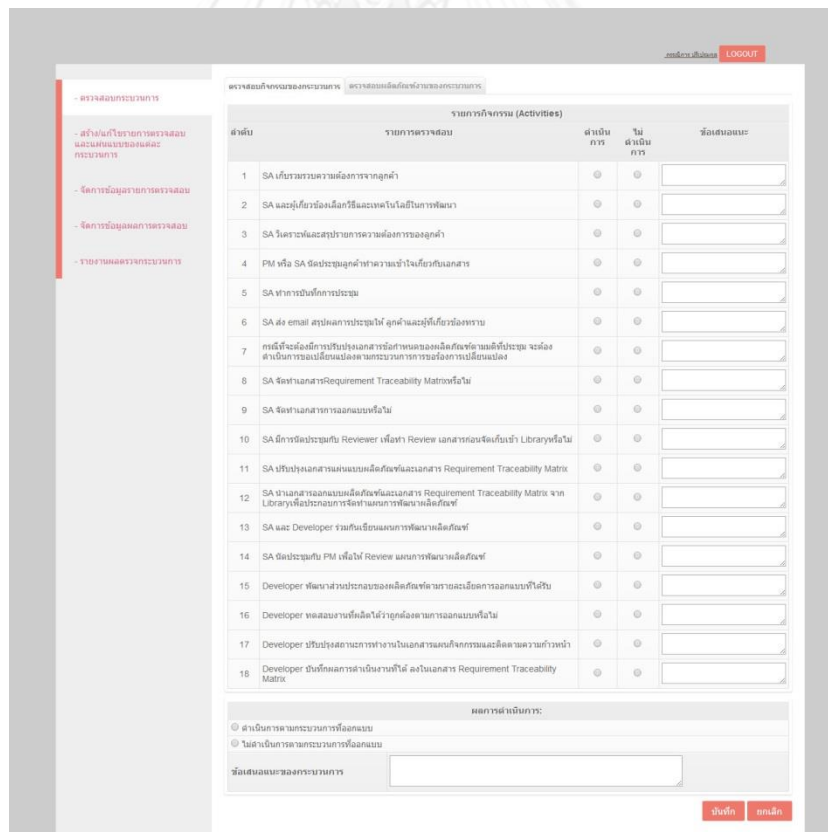 LOGOUT
- ตรวจสอบกระบวนการ
- สร้าง/แก้ไขรายการตรวจสอบ
และแผ่นแบบของแต่ละ
กระบวนการ
- จัดการข้อมูลรายการตรวจสอบ
- จัดการข้อมูลผลการตรวจสอบ
- รายงานผลตรวจกระบวนการ
ตรวจสอบกิจกรรมของกระบวนการ ตรวจสอบผลิตภัณฑ์งานของกระบวนการ
รายการกิจกรรม (Activities)
ลำดับ รายการตรวจสอบ ดำเนินการ ไม่ดำเนินการ ข้อเสนอแนะ
1 SA เก็บรวมรวบความต้องการจากลูกค้า
2 SA และผู้เกี่ยวข้องเลือกวิธีและเทคโนโลยีในการพัฒนา
3 SA วิเคราะห์และสรุปรายการความต้องการของลูกค้า
4 PM หรือ SA นัดประชุมลูกค้าทำความเข้าใจเกี่ยวกับเอกสาร
5 SA ทำการบันทึกการประชุม
6 SA ส่ง email สรุปผลการประชุมให้ ลูกค้าและผู้ที่เกี่ยวข้องทราบ
7 กรณีที่จะต้องมีการปรับปรุงเอกสารข้อกำหนดของผลิตภัณฑ์ตามมติที่ประชุม จะต้อง
ดำเนินการขอเปลี่ยนแปลงตามกระบวนการการขอร้องการเปลี่ยนแปลง
8 SA จัดทำเอกสารRequirement Traceability Matrixหรือไม่
9 SA จัดทำเอกสารการออกแบบหรือไม่
10 SA มีการนัดประชุมกับ Reviewer เพื่อทำ Review เอกสารก่อนจัดเก็บเข้า Libraryหรือไม่
11 SA ปรับปรุงเอกสารแผ่นแบบผลิตภัณฑ์และเอกสาร Requirement Traceability Matrix
12 SA นำเอกสารออกแบบผลิตภัณฑ์และเอกสาร Requirement Traceability Matrix จาก
Libraryเพื่อประกอบการจัดทำแผนการพัฒนาผลิตภัณฑ์
13 SA และ Developer ร่วมกันเขียนแผนการพัฒนาผลิตภัณฑ์
14 SA นัดประชุมกับ PM เพื่อให้ Review แผนการพัฒนาผลิตภัณฑ์
15 Developer พัฒนาส่วนประกอบของผลิตภัณฑ์ตามรายละเอียดการออกแบบที่ได้รับ
16 Developer ทดสอบงานที่ผลิตได้ว่าถูกต้องตามการออกแบบหรือไม่
17 Developer ปรับปรุงสถานะการทำงานในเอกสารแผนกิจกรรมและติดตามความก้าวหน้า
18 Developer บันทึกผลการดำเนินงานที่ได้ ลงในเอกสาร Requirement Traceability
Matrix
ผลการดำเนินการ:
ดำเนินการตามกระบวนการที่ออกแบบ
ไม่ดำเนินการตามกระบวนการที่ออกแบบ
ข้อเสนอแนะของกระบวนการ
บันทึก ยกเลิก